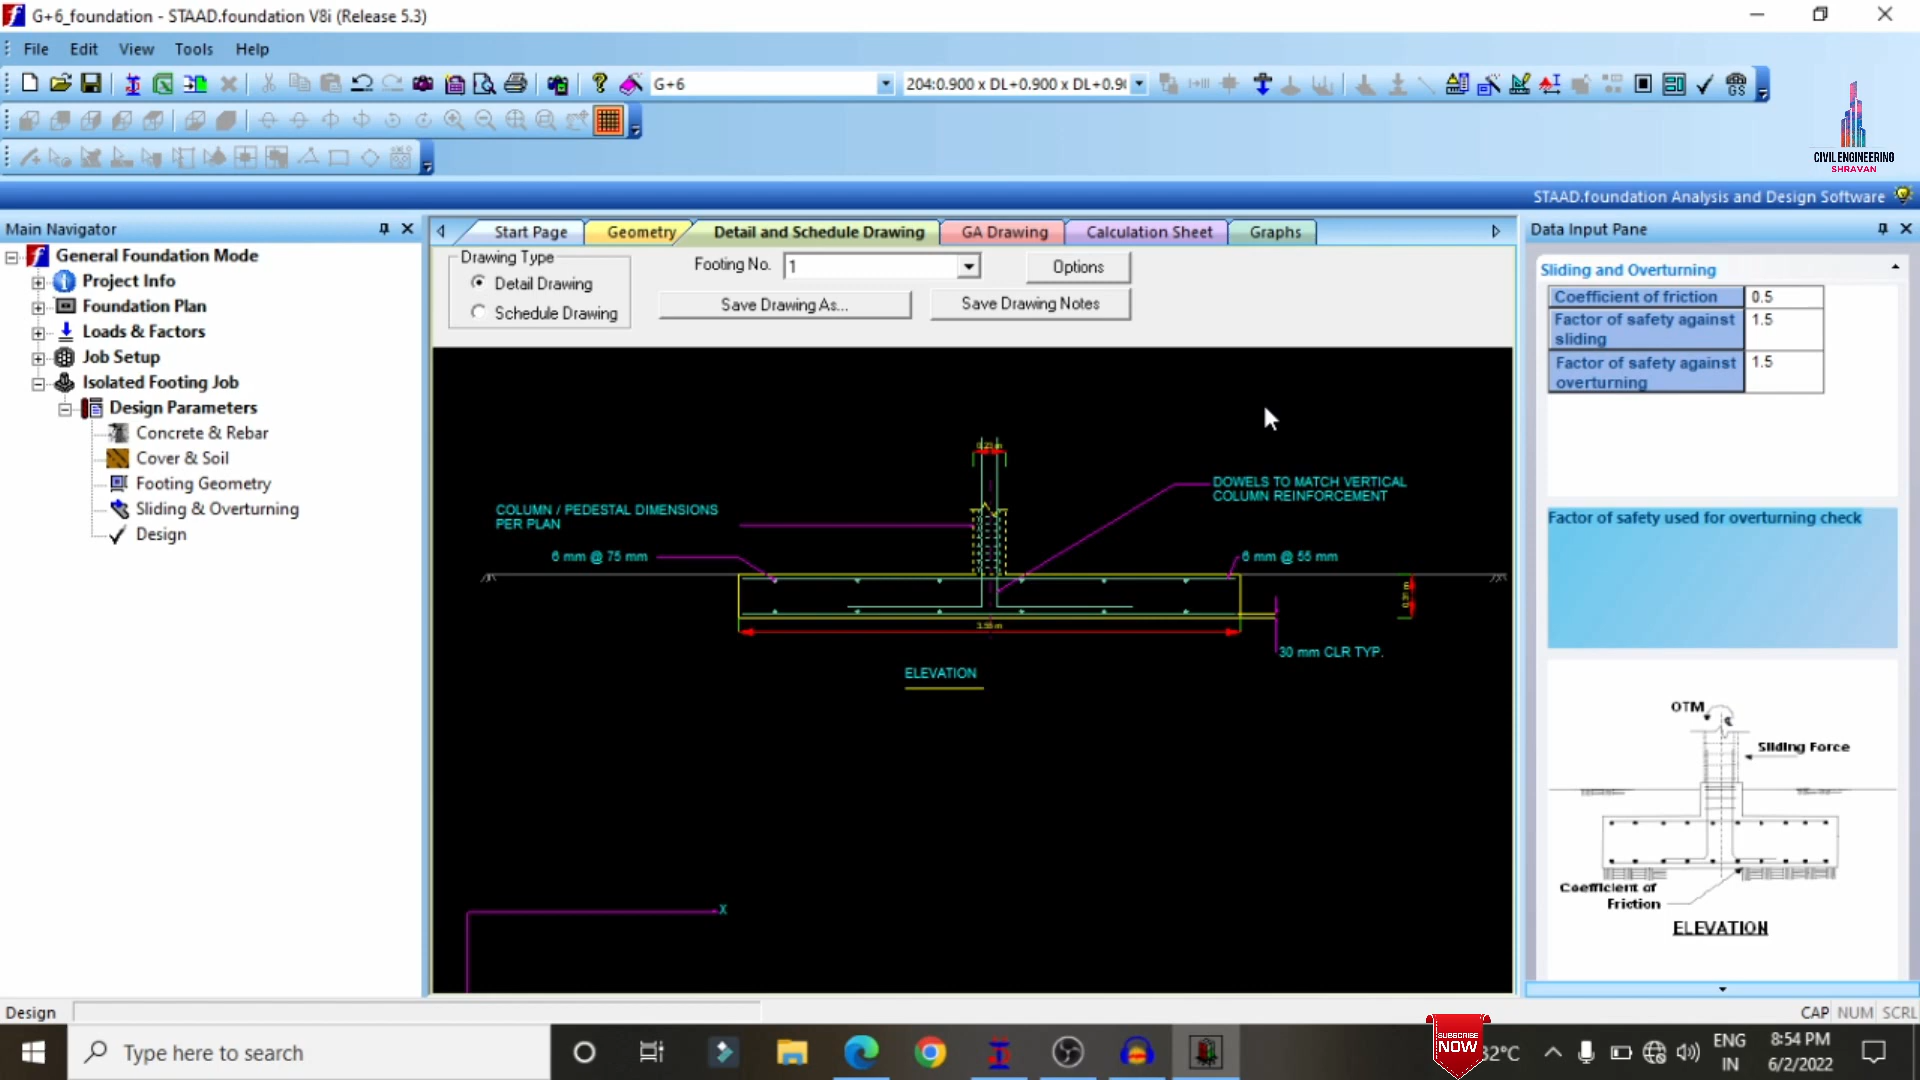 G+6_foundation - STAAD.foundation V8i (Release 5.3)
File Edit View Tools Help
G+6
204:0.900 x DL+0.900 x DL+0.9
GS
CIVIL ENGINEERING
SHRAVAN
STAAD.foundation Analysis and Design Software
Main Navigator
General Foundation Mode
Project Info
Foundation Plan
Loads & Factors
Job Setup
Isolated Footing Job
Design Parameters
Concrete & Rebar
Cover & Soil
Footing Geometry
Sliding & Overturning
Design
Start Page Geometry Detail and Schedule Drawing GA Drawing Calculation Sheet Graphs
Drawing Type
Detail Drawing
Schedule Drawing
Footing No. 1 Options
Save Drawing As... Save Drawing Notes
0.23 m
COLUMN / PEDESTAL DIMENSIONS
PER PLAN
DOWELS TO MATCH VERTICAL
COLUMN REINFORCEMENT
6 mm @ 75 mm
6 mm @ 55 mm
30 mm CLR TYP.
ELEVATION
X
Data Input Pane
Sliding and Overturning
Coefficient of friction 0.5
Factor of safety against
sliding 1.5
Factor of safety against
overturning 1.5
Factor of safety used for overturning check
OTM
Sliding Force
Coefficient of
Friction
ELEVATION
Design
CAP NUM SCRL
Type here to search
SUBSCRIBE
NOW
32°C
ENG
IN
8:54 PM
6/2/2022